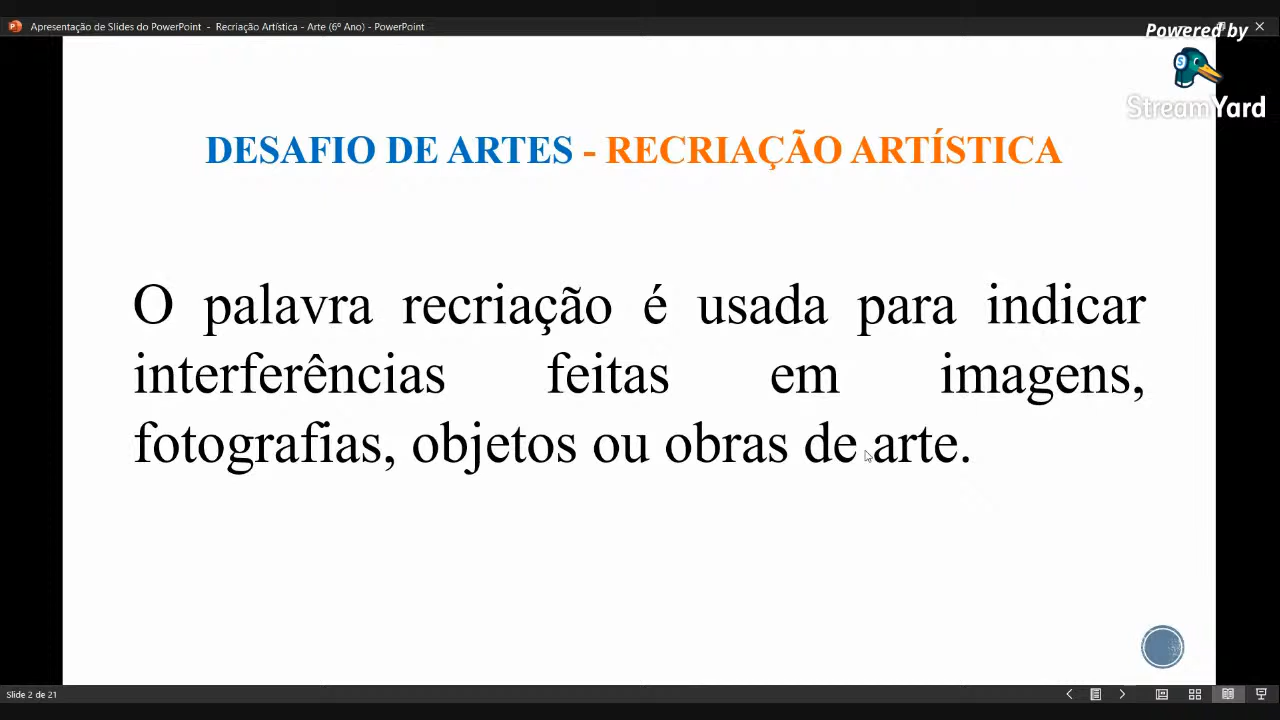 Apresentação de Slides do PowerPoint - Recriação Artística - Arte (6º Ano) - PowerPoint
Powered by
StreamYard
DESAFIO DE ARTES - RECRIAÇÃO ARTÍSTICA
O palavra recriação é usada para indicar
interferências feitas em imagens,
fotografias, objetos ou obras de arte.
Slide 2 de 21